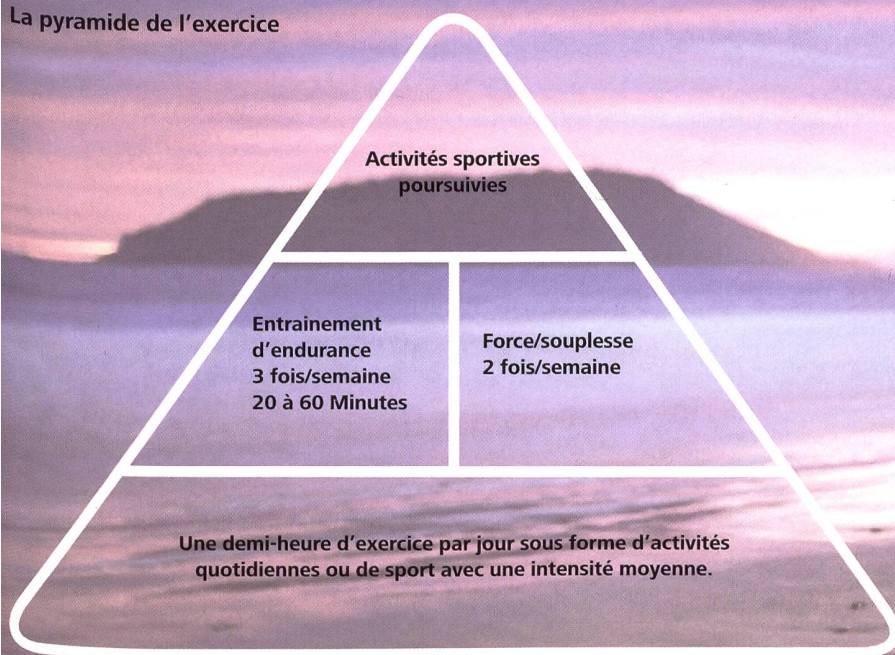 La pyramide de l'exercice
Activités sportives
poursuivies
Entrainement
d'endurance
3 fois/semaine
20 à 60 Minutes
Force/souplesse
2 fois/semaine
Une demi-heure d'exercice par jour sous forme d'activités
quotidiennes ou de sport avec une intensité moyenne.